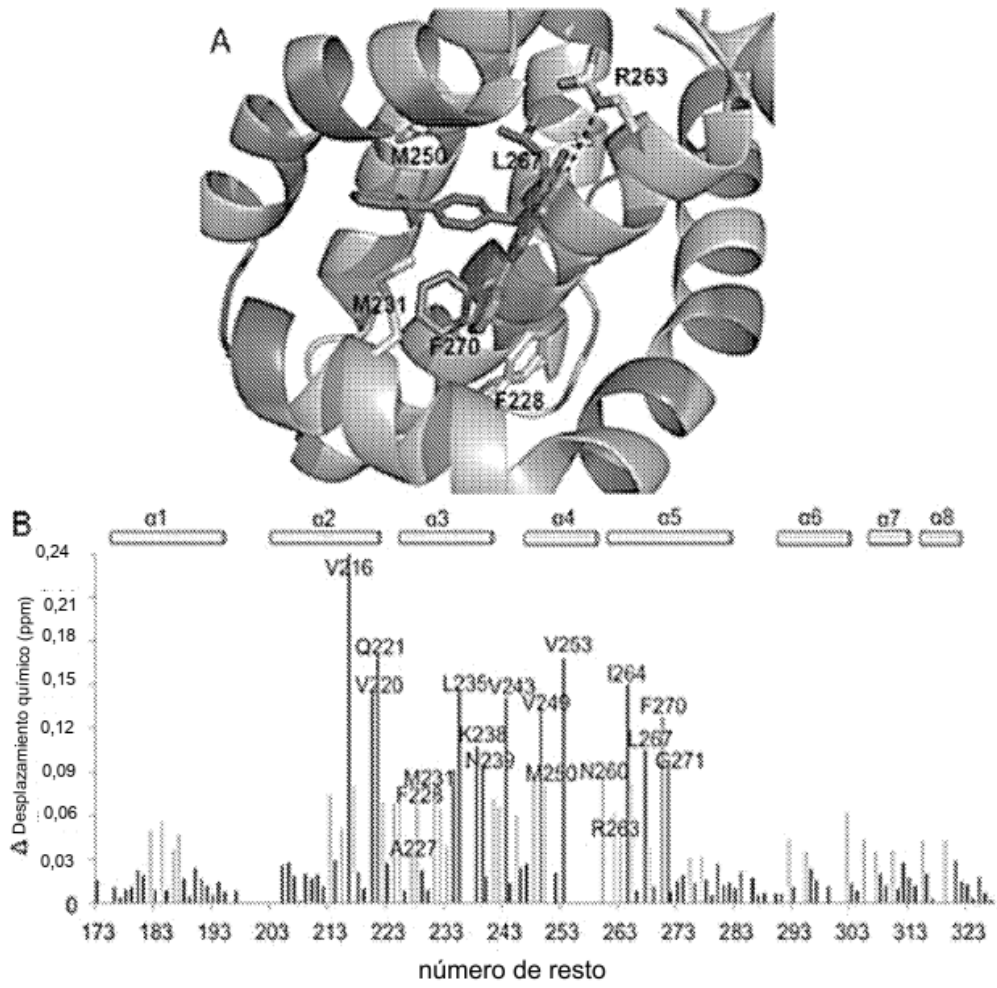 A
R263
M250
L267
M231
F270
F228
B
α1 α2 α3 α4 α5 α6 α7 α8
0,24
0,21
0,18
0,15
0,12
0,09
0,06
0,03
0
Δ Desplazamiento químico (ppm)
V216
Q221
V220
L235
V243
V253
V249
I264
F270
K238
L267
N239
M231
M250
N260
G271
F228
R263
A227
173 183 193 203 213 223 233 243 253 263 273 283 293 303 313 323
número de resto